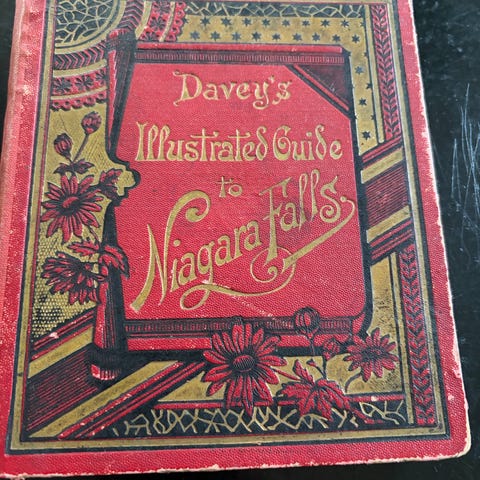 Davey's
Illustrated Guide
to
Niagara Falls.